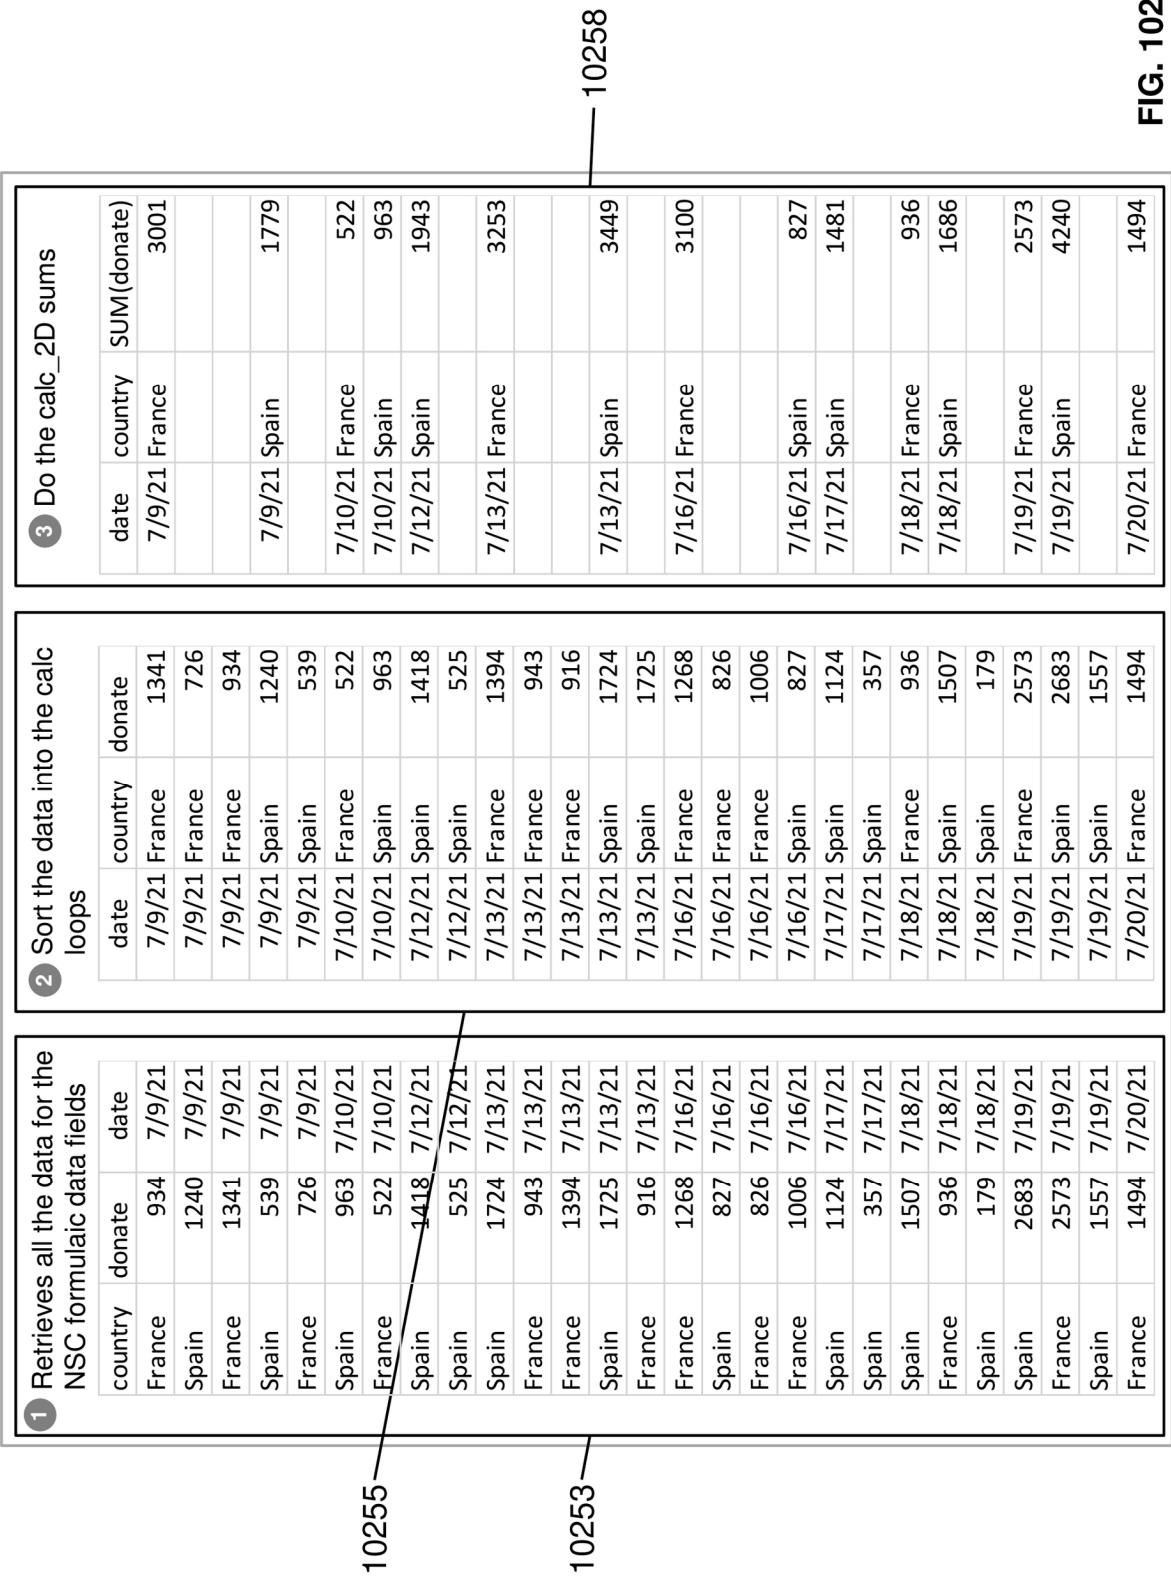 1 Retrieves all the data for the
NSC formulaic data fields
country donate date
France 934 7/9/21
Spain 1240 7/9/21
France 1341 7/9/21
Spain 539 7/9/21
France 726 7/9/21
Spain 963 7/10/21
France 522 7/10/21
Spain 1418 7/12/21
Spain 525 7/12/21
Spain 1724 7/13/21
France 943 7/13/21
France 1394 7/13/21
Spain 1725 7/13/21
France 916 7/13/21
France 1268 7/16/21
Spain 827 7/16/21
France 826 7/16/21
France 1006 7/16/21
Spain 1124 7/17/21
Spain 357 7/17/21
Spain 1507 7/18/21
France 936 7/18/21
Spain 179 7/18/21
Spain 2683 7/19/21
France 2573 7/19/21
Spain 1557 7/19/21
France 1494 7/20/21
2 Sort the data into the calc
loops
date country donate
7/9/21 France 1341
7/9/21 France 726
7/9/21 France 934
7/9/21 Spain 1240
7/9/21 Spain 539
7/10/21 France 522
7/10/21 Spain 963
7/12/21 Spain 1418
7/12/21 Spain 525
7/13/21 France 1394
7/13/21 France 943
7/13/21 France 916
7/13/21 Spain 1724
7/13/21 Spain 1725
7/16/21 France 1268
7/16/21 France 826
7/16/21 France 1006
7/16/21 Spain 827
7/17/21 Spain 1124
7/17/21 Spain 357
7/18/21 France 936
7/18/21 Spain 1507
7/18/21 Spain 179
7/19/21 France 2573
7/19/21 Spain 2683
7/19/21 Spain 1557
7/20/21 France 1494
3 Do the calc_2D sums
date country SUM(donate)
7/9/21 France 3001
7/9/21 Spain 1779
7/10/21 France 522
7/10/21 Spain 963
7/12/21 Spain 1943
7/13/21 France 3253
7/13/21 Spain 3449
7/16/21 France 3100
7/16/21 Spain 827
7/17/21 Spain 1481
7/18/21 France 936
7/18/21 Spain 1686
7/19/21 France 2573
7/19/21 Spain 4240
7/20/21 France 1494
10255
10253
10258
FIG. 102